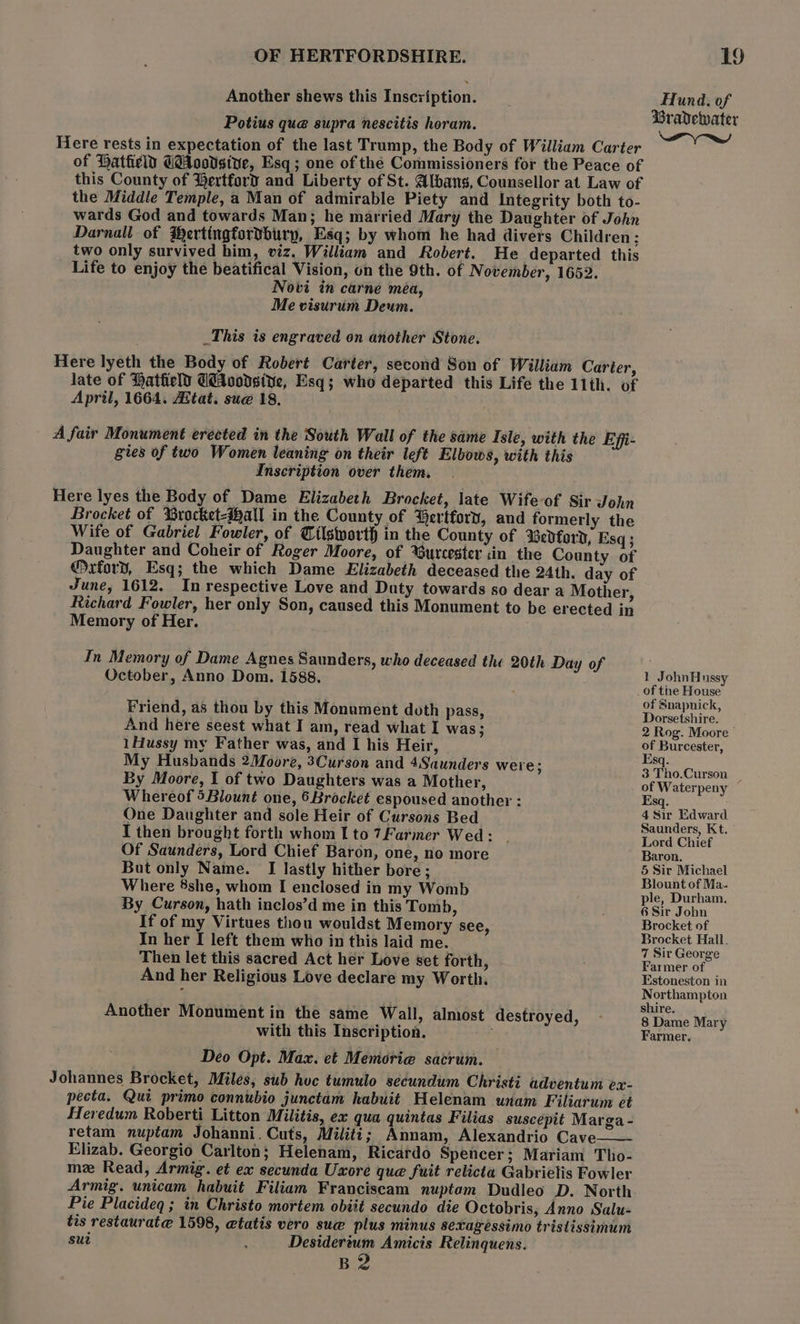 OF HERTFORDSHIRE. 19
Another shews this Inscription.
Potius quæ supra nescitis horam.
Here rests in expectation of the last Trump, the Body of William Carter
of Hatfield Woodside, Esq; one of the Commissioners for the Peace of
this County of Hertford and Liberty of St. Albans, Counsellor at Law of
the Middle Temple, a Man of admirable Piety and Integrity both to-
wards God and towards Man; he married Mary the Daughter of John
Darnall of Hertingfordbury, Esq; by whom he had divers Children;
two only survived him, viz. William and Robert. He departed this
Life to enjoy the beatifical Vision, on the 9th. of November, 1652.
Novi in carne mea,
Me visurum Deum.
This is engraved on another Stone.
Here lyeth the Body of Robert Carter, second Son of William Carter,
late of Hatfield Woodside, Esq; who departed this Life the 11th. of
April, 1664. Ætat. suæ 18.
A fair Monument erected in the South Wall of the same Isle, with the Effi-
gies of two Women leaning on their left Elbows, with this
Inscription over them.
Here lyes the Body of Dame Elizabeth Brocket, late Wife of Sir John
Brocket of Brocket-Hall in the County of Hertford, and formerly the
Wife of Gabriel Fowler, of Tilsworth in the County of Bedford, Esq;
Daughter and Coheir of Roger Moore, of Burcester in the County of
Oxford, Esq; the which Dame Elizabeth deceased the 24th. day of
June, 1612. In respective Love and Duty towards so dear a Mother,
Richard Fowler, her only Son, caused this Monument to be erected in
Memory of Her.
In Memory of Dame Agnes Saunders, who deceased the 20th Day of
October, Anno Dom. 1588.
Friend, as thou by this Monument doth pass,
And here seest what I am, read what I was;
1Hussy my Father was, and I his Heir,
My Husbands 2Moore, 3Curson and 4Saunders were;
By Moore, I of two Daughters was a Mother,
Whereof 5Blount one, 6Brocket espoused another:
One Daughter and sole Heir of Cursons Bed
I then brought forth whom I to 7Farmer Wed:
Of Saunders, Lord Chief Baron, one, no more
But only Name. I lastly hither bore;
Where 8she, whom I enclosed in my Womb
By Curson, hath inclos'd me in this Tomb,
If of my Virtues thou wouldst Memory see,
In her I left them who in this laid me.
Then let this sacred Act her Love set forth,
And her Religious Love declare my Worth.
Another Monument in the same Wall, almost destroyed,
with this Inscription.
Deo Opt. Max. et Memoriæ sacrum.
Johannes Brocket, Miles, sub hoc tumulo secundum Christi adventum ex-
pecta. Qui primo connubio junctam habuit Helenam unam Filiarum et
Heredum Roberti Litton Militis, ex qua quintas Filias suscepit Marga-
retam nuptam Johanni. Cuts, Militi; Annam, Alexandrio Cave——
Elizab. Georgio Carlton; Helenam, Ricardo Spencer; Mariam Tho-
mæ Read, Armig. et ex secunda Uxore quæ fuit relicta Gabrielis Fowler
Armig. unicam habuit Filiam Franciscam nuptam Dudleo D. North
Pie Placideq; in Christo mortem obiit secundo die Octobris, Anno Salu-
tis restauratæ 1598, ætatis vero suæ plus minus sexagessimo tristissimum
sui Desiderium Amicis Relinquens.
B 2
Hund. of
Bradewater
1 JohnHussy
of the House
of Snapnick,
Dorsetshire.
2 Rog. Moore
of Burcester,
Esq.
3 Tho.Curson
of Waterpeny
Esq.
4 Sir Edward
Saunders, Kt.
Lord Chief
Baron.
5 Sir Michael
Blount of Ma-
ple, Durham.
6 Sir John
Brocket of
Brocket Hall.
7 Sir George
Farmer of
Estoneston in
Northampton
shire.
8 Dame Mary
Farmer.